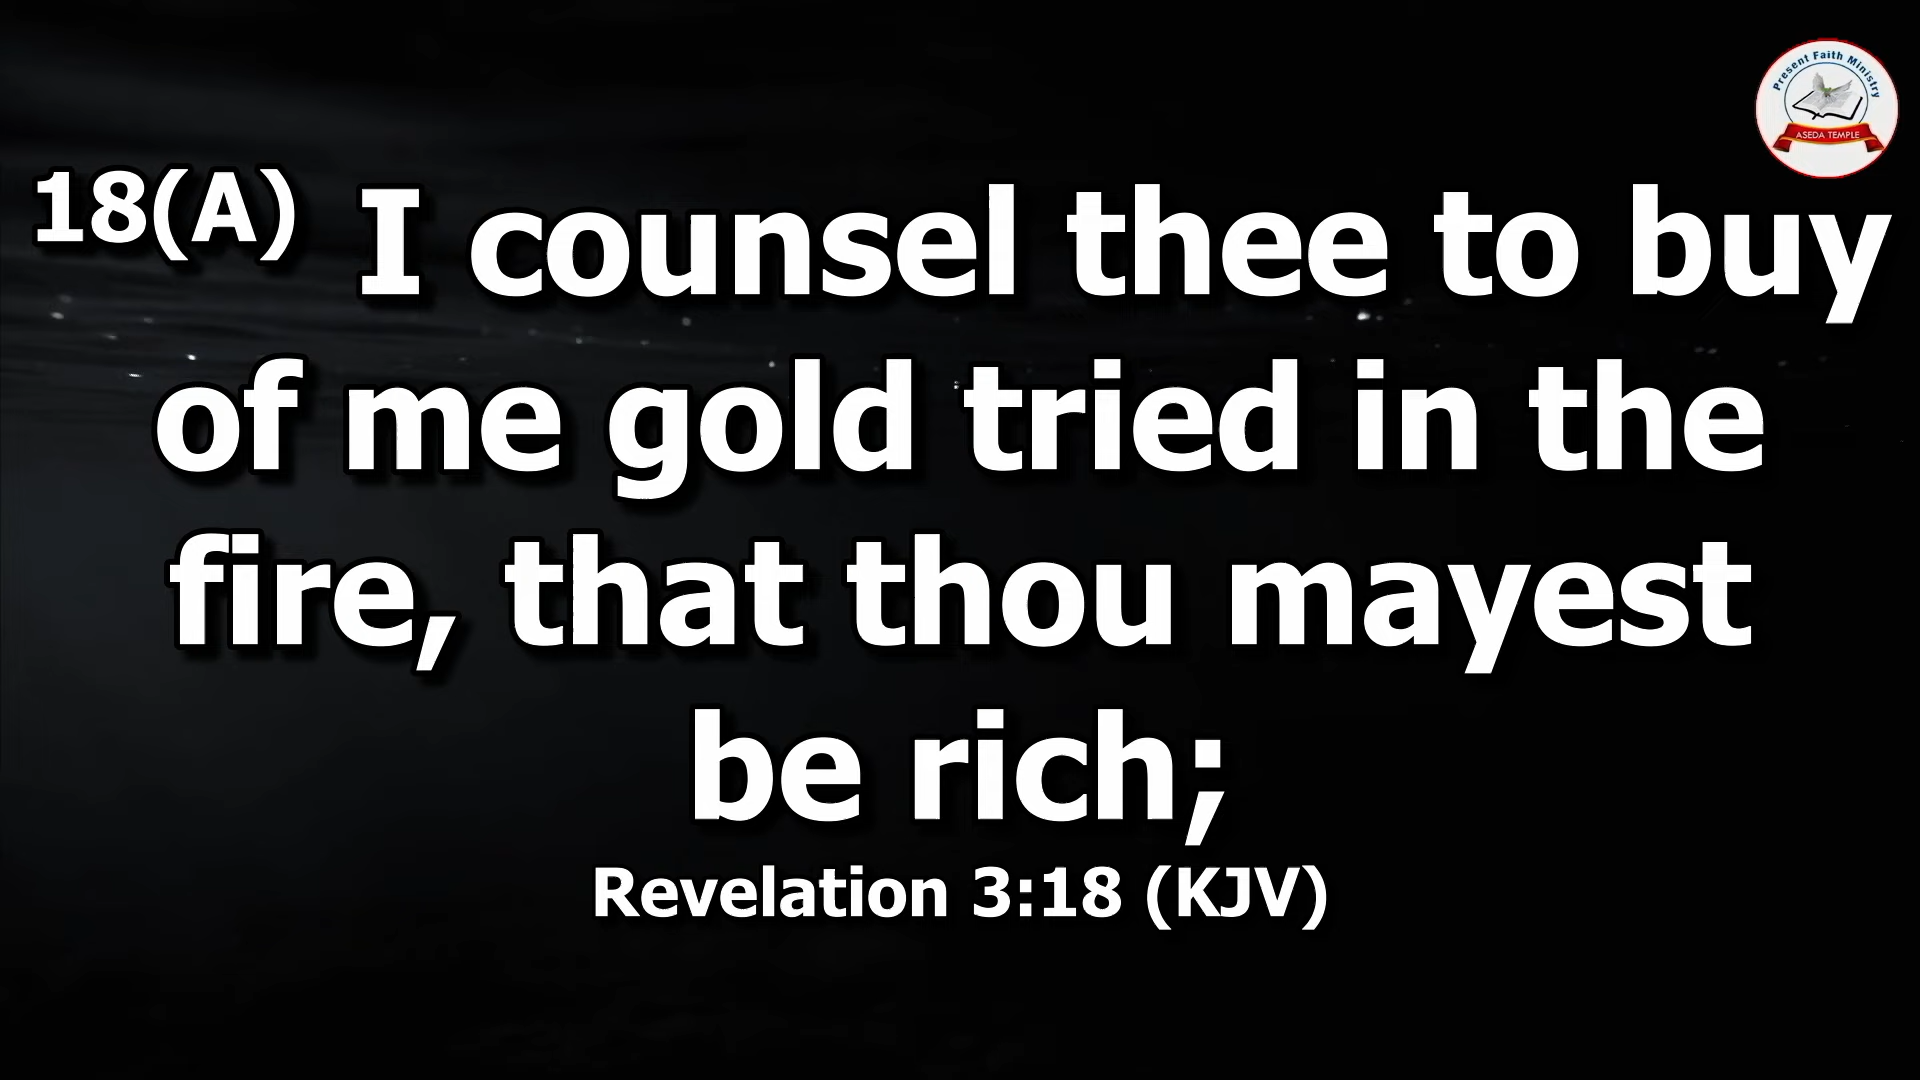 Present Faith Ministry
ASEDA TEMPLE
18(A) I counsel thee to buy
of me gold tried in the
fire, that thou mayest
be rich;
Revelation 3:18 (KJV)